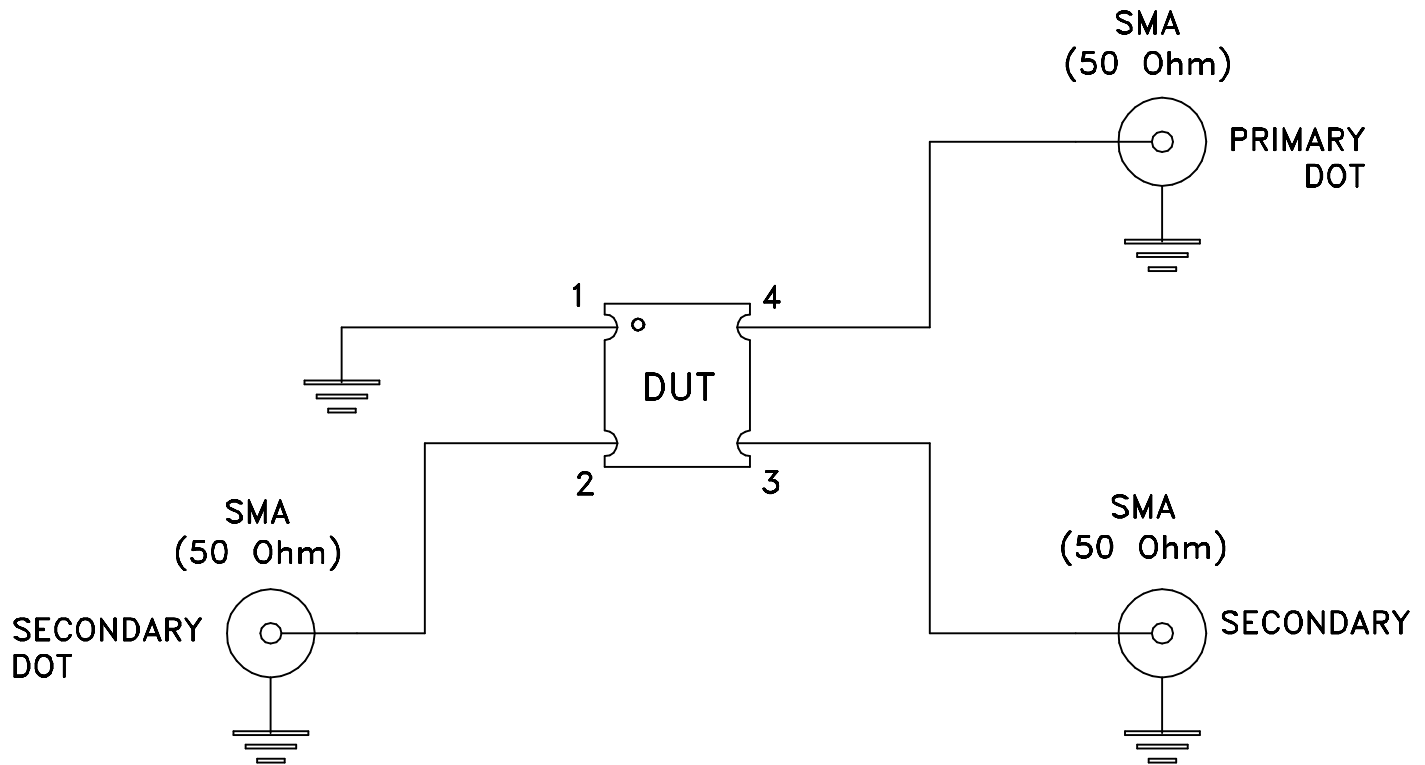 SMA
(50 Ohm)
PRIMARY
DOT
1
4
DUT
2
3
SMA
(50 Ohm)
SECONDARY
DOT
SMA
(50 Ohm)
SECONDARY